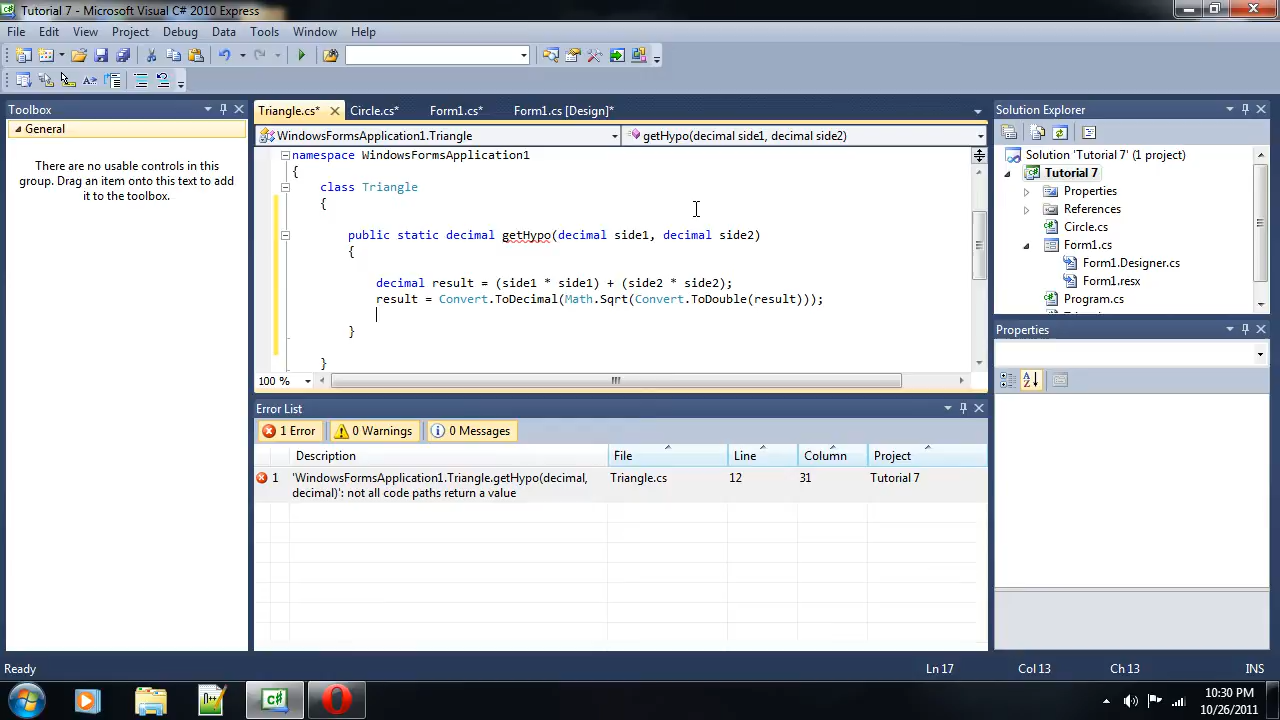 Tutorial 7 - Microsoft Visual C# 2010 Express
File Edit View Project Debug Data Tools Window Help
Toolbox
General
There are no usable controls in this
group. Drag an item onto this text to add
it to the toolbox.
Triangle.cs* Circle.cs* Form1.cs* Form1.cs [Design]*
WindowsFormsApplication1.Triangle getHypo(decimal side1, decimal side2)
namespace WindowsFormsApplication1
{
class Triangle
{
public static decimal getHypo(decimal side1, decimal side2)
{
decimal result = (side1 * side1) + (side2 * side2);
result = Convert.ToDecimal(Math.Sqrt(Convert.ToDouble(result)));
}
}
100 %
Solution Explorer
Solution 'Tutorial 7' (1 project)
Tutorial 7
Properties
References
Circle.cs
Form1.cs
Form1.Designer.cs
Form1.resx
Program.cs
Properties
Error List
1 Error 0 Warnings 0 Messages
Description File Line Column Project
1 'WindowsFormsApplication1.Triangle.getHypo(decimal, Triangle.cs 12 31 Tutorial 7
decimal)': not all code paths return a value
Ready Ln 17 Col 13 Ch 13 INS
10:30 PM
10/26/2011